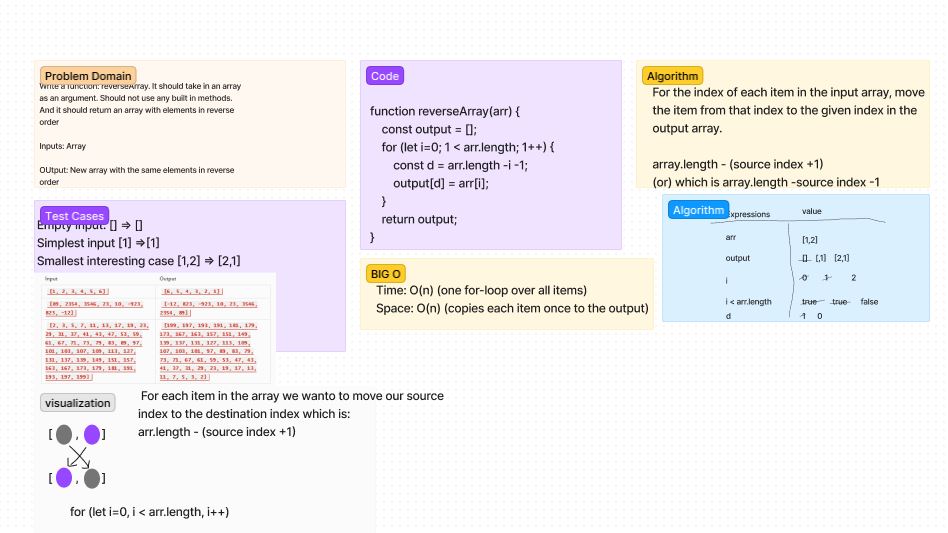 Problem Domain
Write a function: reverseArray. It should take in an array
as an argument. Should not use any built in methods.
And it should return an array with elements in reverse
order
Inputs: Array
OUtput: New array with the same elements in reverse
order
Test Cases
Empty input: [] => []
Simplest input [1] =>[1]
Smallest interesting case [1,2] => [2,1]
Input Output
[1, 2, 3, 4, 5, 6] [6, 5, 4, 3, 2, 1]
[89, 2354, 3546, 23, 10, -923,
823, -12]
[-12, 823, -923, 10, 23, 3546,
2354, 89]
[2, 3, 5, 7, 11, 13, 17, 19, 23,
29, 31, 37, 41, 43, 47, 53, 59,
61, 67, 71, 73, 79, 83, 89, 97,
101, 103, 107, 109, 113, 127,
131, 137, 139, 149, 151, 157,
163, 167, 173, 179, 181, 191,
193, 197, 199]
[199, 197, 193, 191, 181, 179,
173, 167, 163, 157, 151, 149,
139, 137, 131, 127, 113, 109,
107, 103, 101, 97, 89, 83, 79,
73, 71, 67, 61, 59, 53, 47, 43,
41, 37, 31, 29, 23, 19, 17, 13,
11, 7, 5, 3, 2]
visualization
For each item in the array we wanto to move our source
index to the destination index which is:
arr.length - (source index +1)
[ , ]
[ , ]
for (let i=0, i < arr.length, i++)
Code
function reverseArray(arr) {
const output = [];
for (let i=0; 1 < arr.length; 1++) {
const d = arr.length -i -1;
output[d] = arr[i];
}
return output;
}
BIG O
Time: O(n) (one for-loop over all items)
Space: O(n) (copies each item once to the output)
Algorithm
For the index of each item in the input array, move
the item from that index to the given index in the
output array.
array.length - (source index +1)
(or) which is array.length -source index -1
Algorithm
expressions value
arr [1,2]
output [] [,1] [2,1]
i 0 1 2
i < arr.length true true false
d 1 0